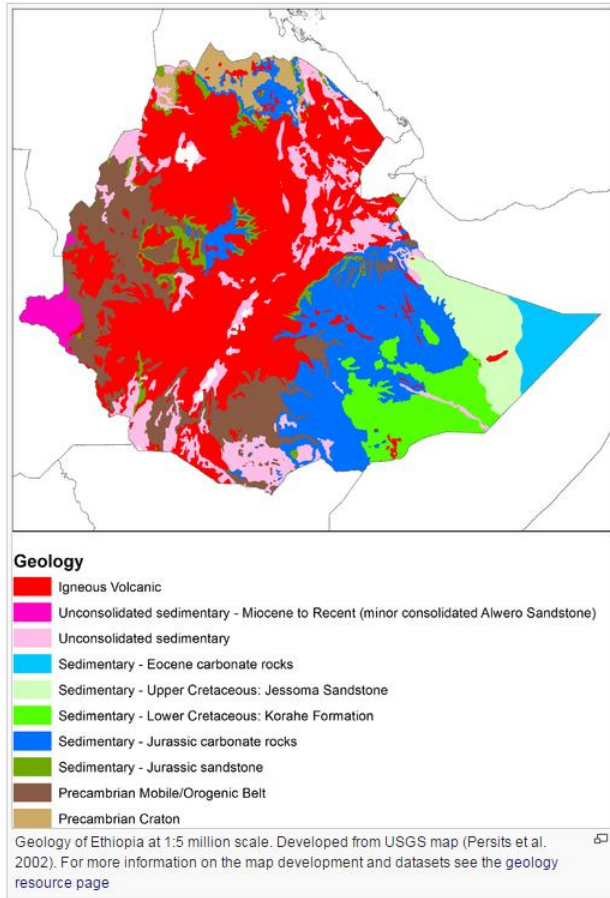 Geology
Igneous Volcanic
Unconsolidated sedimentary - Miocene to Recent (minor consolidated Alwero Sandstone)
Unconsolidated sedimentary
Sedimentary - Eocene carbonate rocks
Sedimentary - Upper Cretaceous: Jessoma Sandstone
Sedimentary - Lower Cretaceous: Korahe Formation
Sedimentary - Jurassic carbonate rocks
Sedimentary - Jurassic sandstone
Precambrian Mobile/Orogenic Belt
Precambrian Craton
Geology of Ethiopia at 1:5 million scale. Developed from USGS map (Persits et al.
2002). For more information on the map development and datasets see the geology
resource page